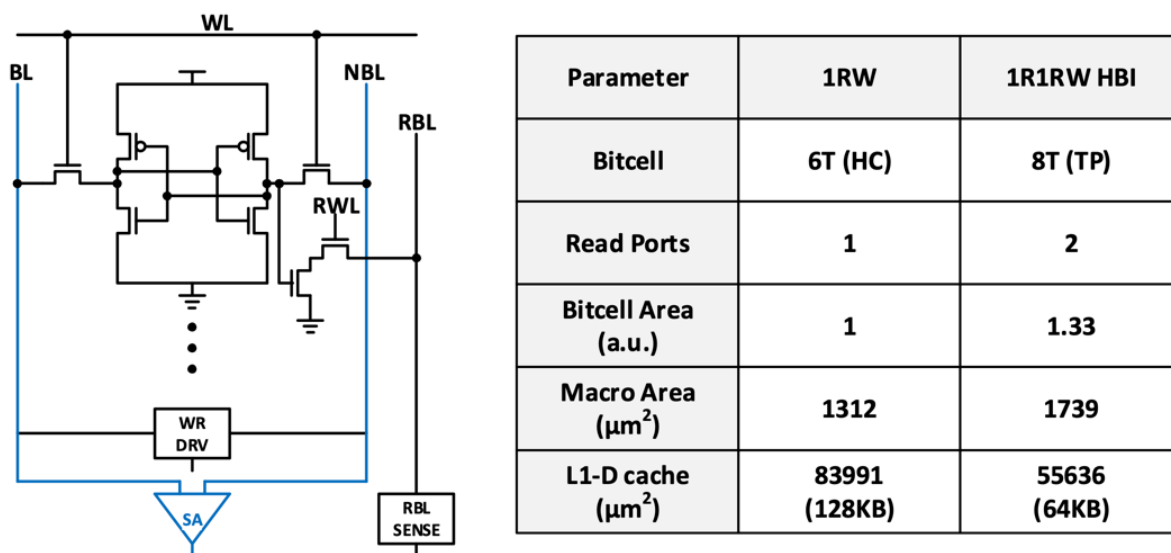 WL
BL
NBL
RBL
RWL
WR
DRV
SA
RBL
SENSE
Parameter 1RW 1R1RW HBI
Bitcell 6T (HC) 8T (TP)
Read Ports 1 2
Bitcell Area
(a.u.) 1 1.33
Macro Area
(μm²) 1312 1739
L1-D cache
(μm²) 83991
(128KB) 55636
(64KB)